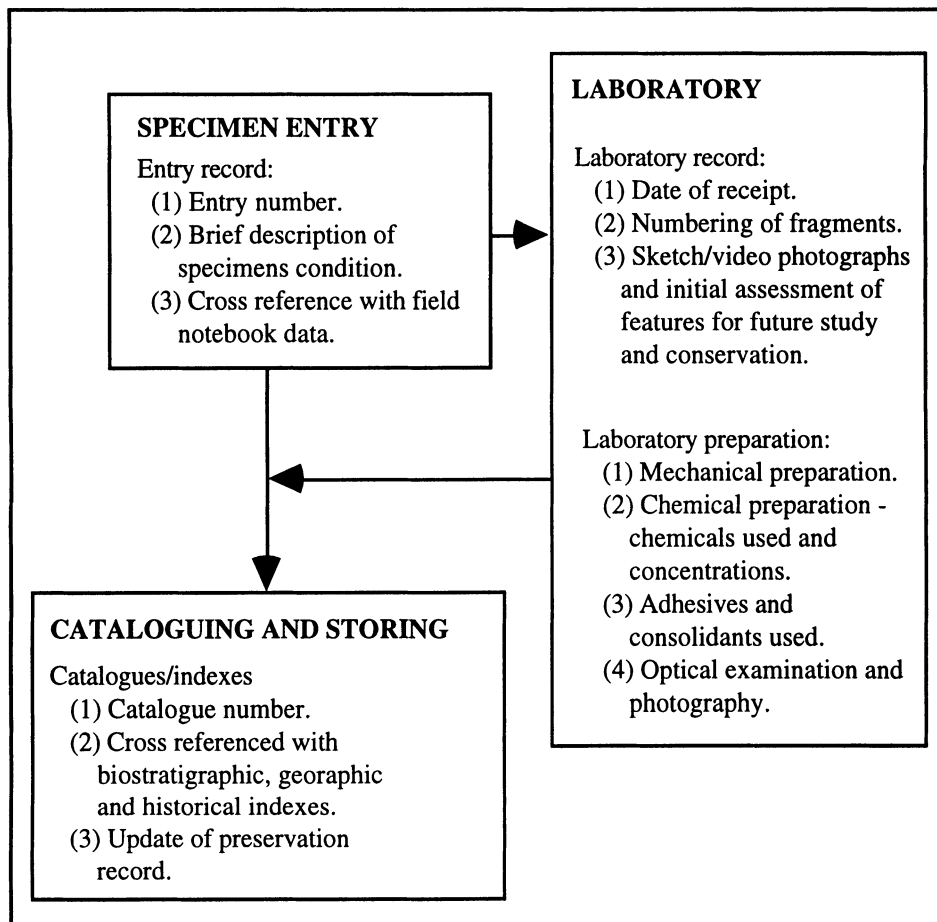 SPECIMEN ENTRY
Entry record:
(1) Entry number.
(2) Brief description of
specimens condition.
(3) Cross reference with field
notebook data.
LABORATORY
Laboratory record:
(1) Date of receipt.
(2) Numbering of fragments.
(3) Sketch/video photographs
and initial assessment of
features for future study
and conservation.
Laboratory preparation:
(1) Mechanical preparation.
(2) Chemical preparation -
chemicals used and
concentrations.
(3) Adhesives and
consolidants used.
(4) Optical examination and
photography.
CATALOGUING AND STORING
Catalogues/indexes
(1) Catalogue number.
(2) Cross referenced with
biostratigraphic, georaphic
and historical indexes.
(3) Update of preservation
record.